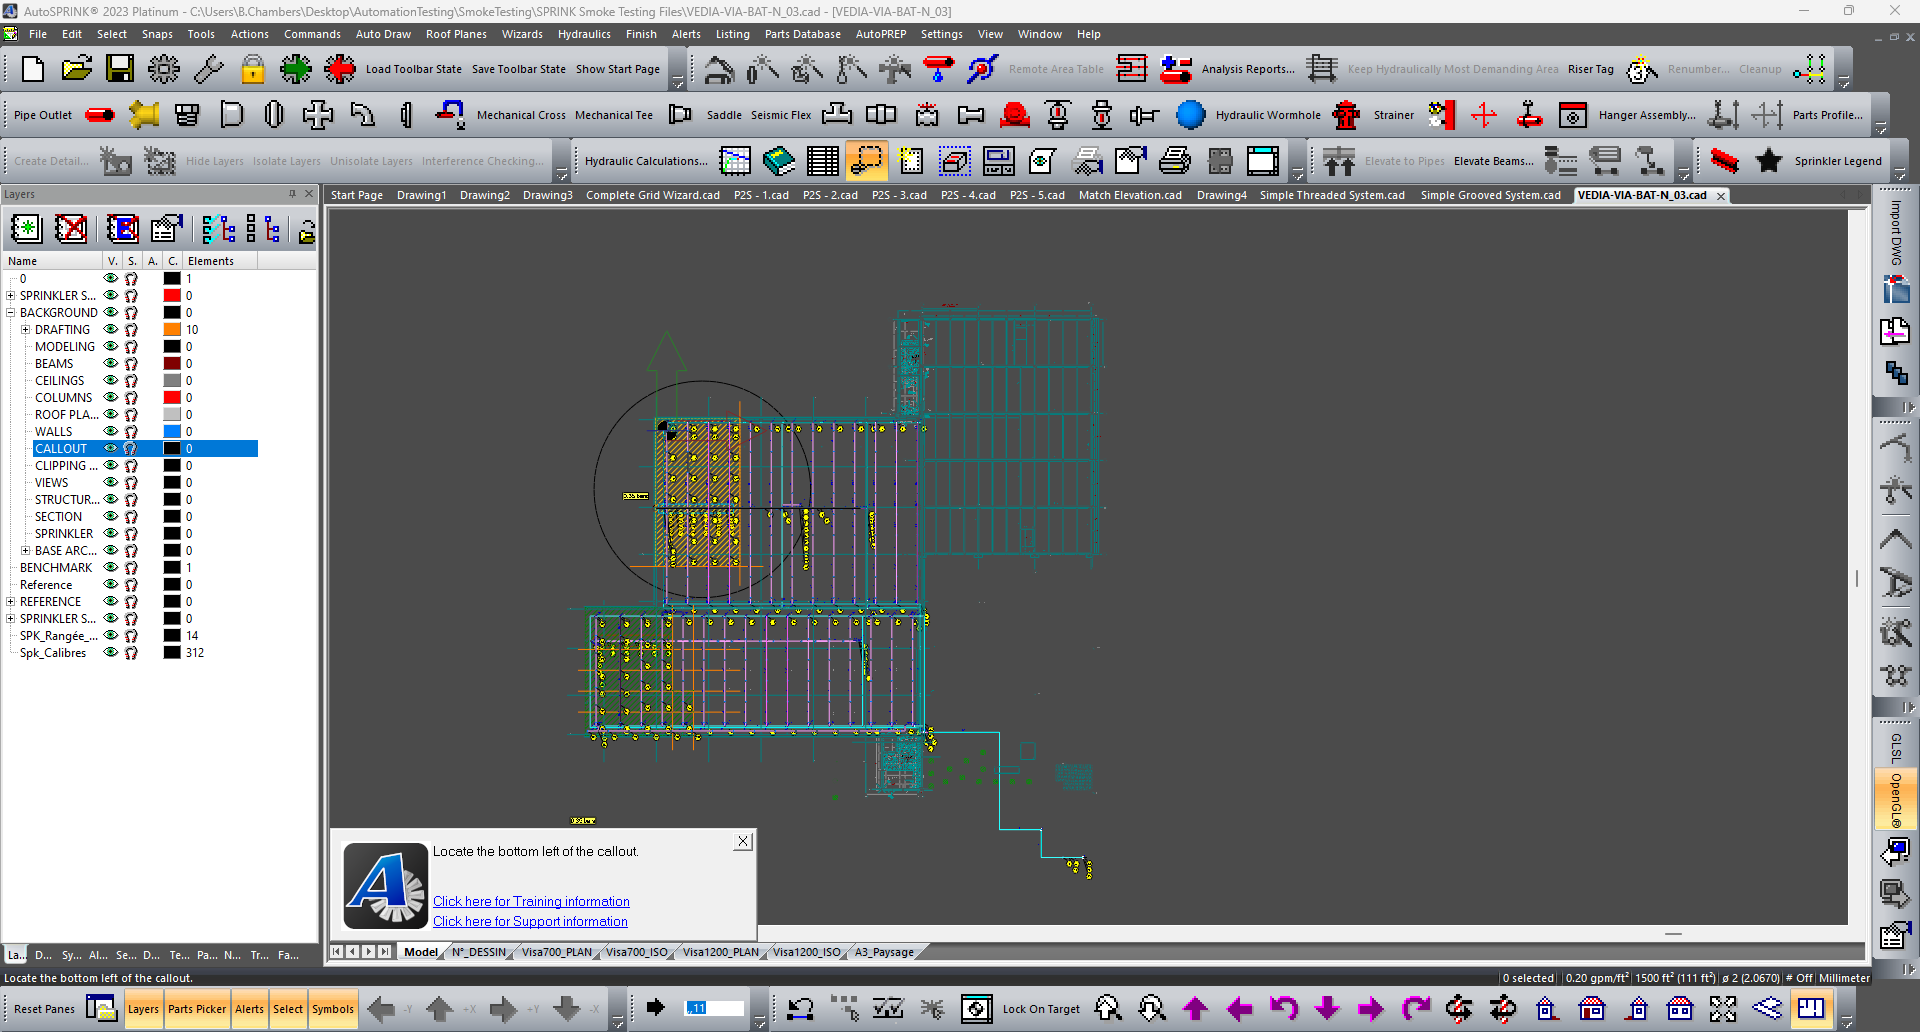 AutoSPRINK® 2023 Platinum - C:\Users\B.Chambers\Desktop\AutomationTesting\SmokeTesting\SPRINK Smoke Testing Files\VEDIA-VIA-BAT-N_03.cad - [VEDIA-VIA-BAT-N_03]
File Edit Select Snaps Tools Actions Commands Auto Draw Roof Planes Wizards Hydraulics Finish Alerts Listing Parts Database AutoPREP Settings View Window Help
Load Toolbar State Save Toolbar State Show Start Page Remote Area Table Analysis Reports... Keep Hydraulically Most Demanding Area Riser Tag Renumber... Cleanup
Pipe Outlet Mechanical Cross Mechanical Tee Saddle Seismic Flex Hydraulic Wormhole Strainer Hanger Assembly... Parts Profile...
Create Detail... Hide Layers Isolate Layers Unisolate Layers Interference Checking... Hydraulic Calculations... Elevate to Pipes Elevate Beams... Sprinkler Legend
Layers
Start Page Drawing1 Drawing2 Drawing3 Complete Grid Wizard.cad P2S - 1.cad P2S - 2.cad P2S - 3.cad P2S - 4.cad P2S - 5.cad Match Elevation.cad Drawing4 Simple Threaded System.cad Simple Grooved System.cad VEDIA-VIA-BAT-N_03.cad
Name V. S. A. C. Elements
0 1
SPRINKLER S... 0
BACKGROUND 0
DRAFTING 10
MODELING 0
BEAMS 0
CEILINGS 0
COLUMNS 0
ROOF PLA... 0
WALLS 0
CALLOUT 0
CLIPPING ... 0
VIEWS 0
STRUCTUR... 0
SECTION 0
SPRINKLER 0
BASE ARC... 0
BENCHMARK 1
Reference 0
REFERENCE 0
SPRINKLER S... 0
SPK_Rangée_... 14
Spk_Calibres 312
Import DWG
GLSL
OpenGL®
Locate the bottom left of the callout.
Click here for Training information
Click here for Support information
La... D... Sy... Al... Se... D... Te... Pa... N... Tr... Fa...
Model N°_DESSIN Visa700_PLAN Visa700_ISO Visa1200_PLAN Visa1200_ISO A3_Paysage
Locate the bottom left of the callout.
0 selected 0.20 gpm/ft² 1500 ft² (111 ft²) ø 2 (2.0670) # Off Millimeter
Reset Panes Layers Parts Picker Alerts Select Symbols -Y +X +Y -X ,,11 Lock On Target